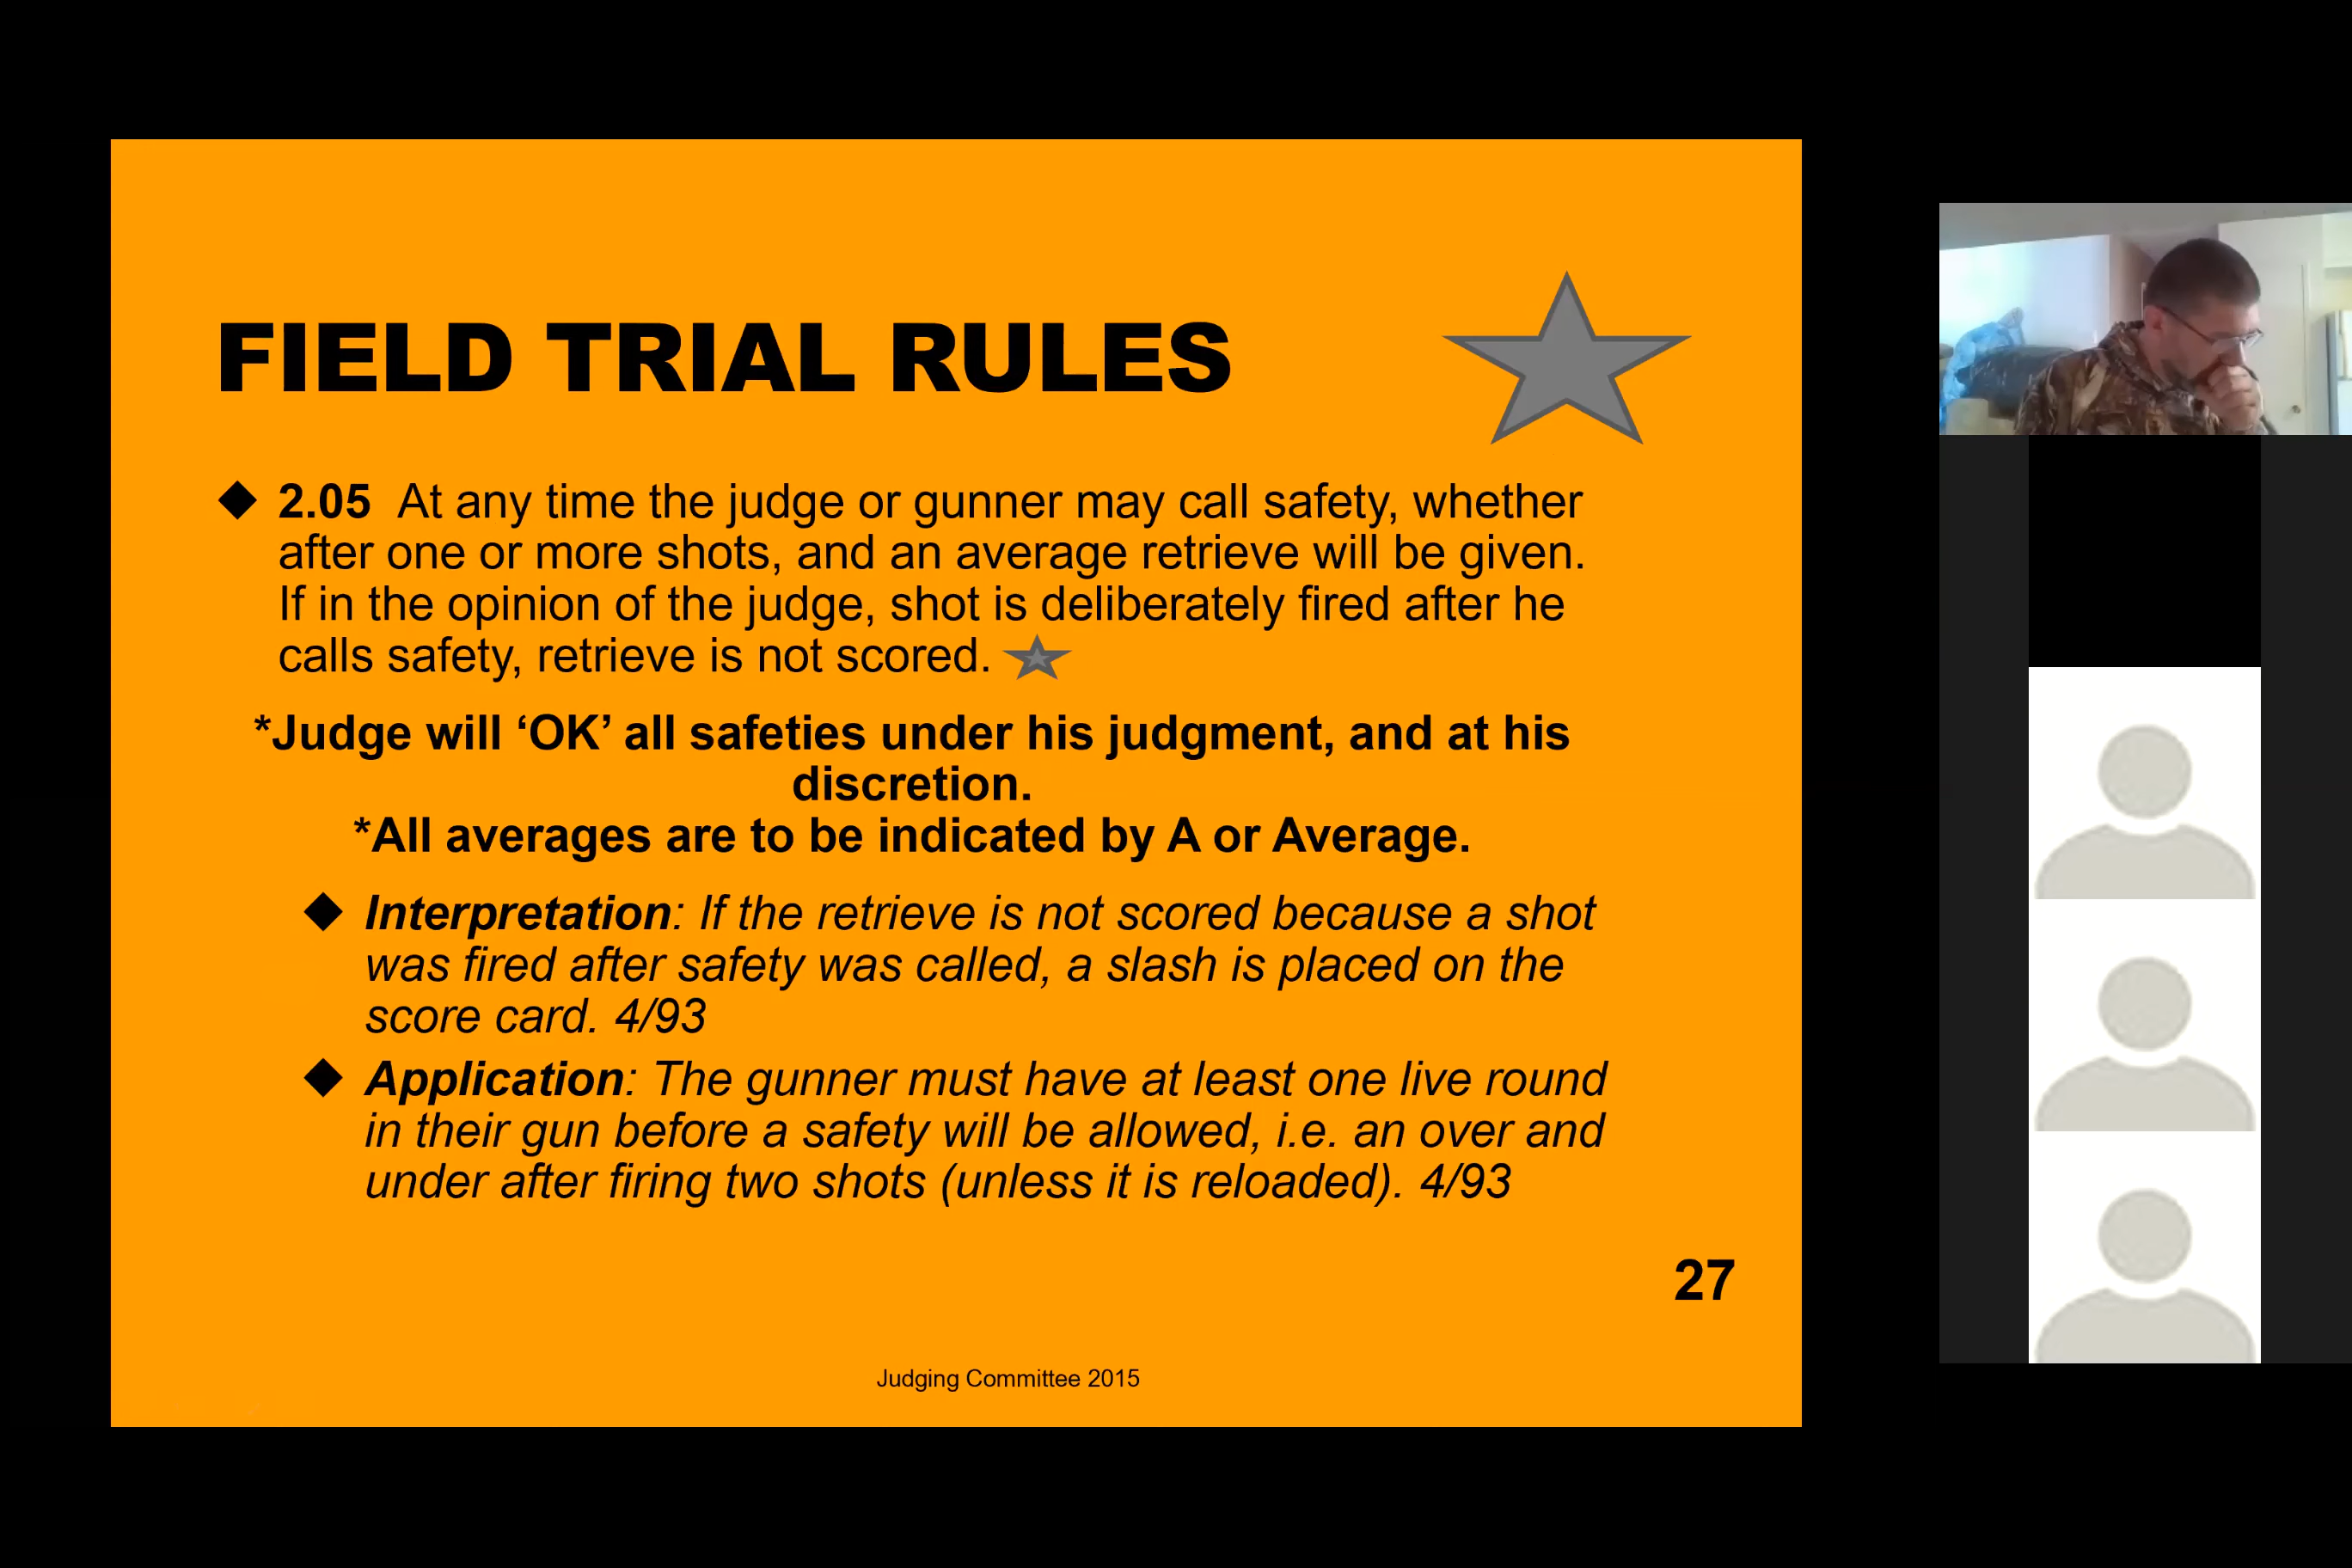 FIELD TRIAL RULES
2.05 At any time the judge or gunner may call safety, whether
after one or more shots, and an average retrieve will be given.
If in the opinion of the judge, shot is deliberately fired after he
calls safety, retrieve is not scored.
*Judge will ‘OK’ all safeties under his judgment, and at his
discretion.
*All averages are to be indicated by A or Average.
Interpretation: If the retrieve is not scored because a shot
was fired after safety was called, a slash is placed on the
score card. 4/93
Application: The gunner must have at least one live round
in their gun before a safety will be allowed, i.e. an over and
under after firing two shots (unless it is reloaded). 4/93
27
Judging Committee 2015